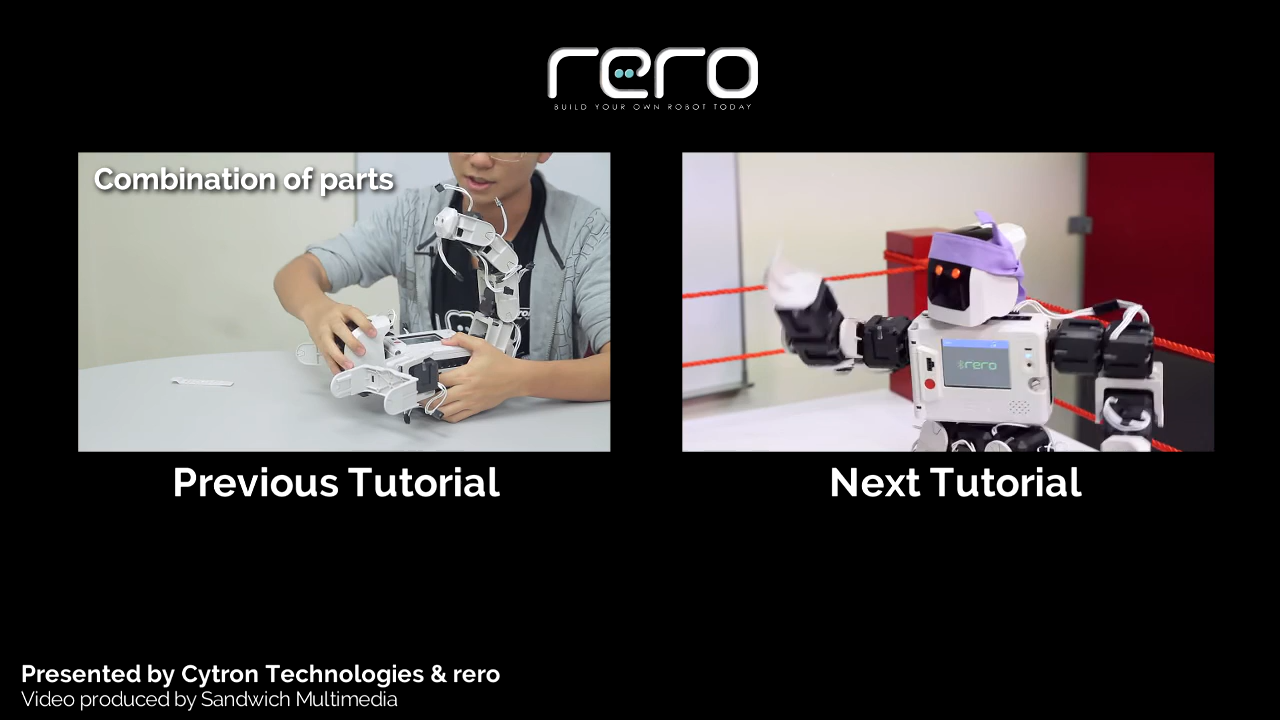 rero
BUILD YOUR OWN ROBOT TODAY
Combination of parts
rero
Previous Tutorial
Next Tutorial
Presented by Cytron Technologies & rero
Video produced by Sandwich Multimedia